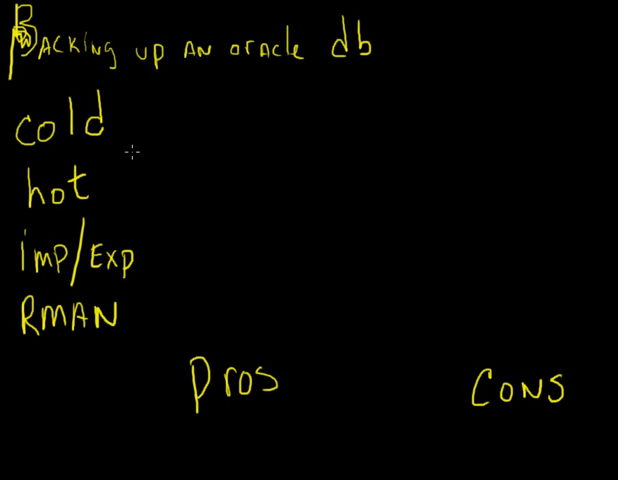 Backing up an oracle db
cold
hot
imp/Exp
RMAN
Pros
Cons